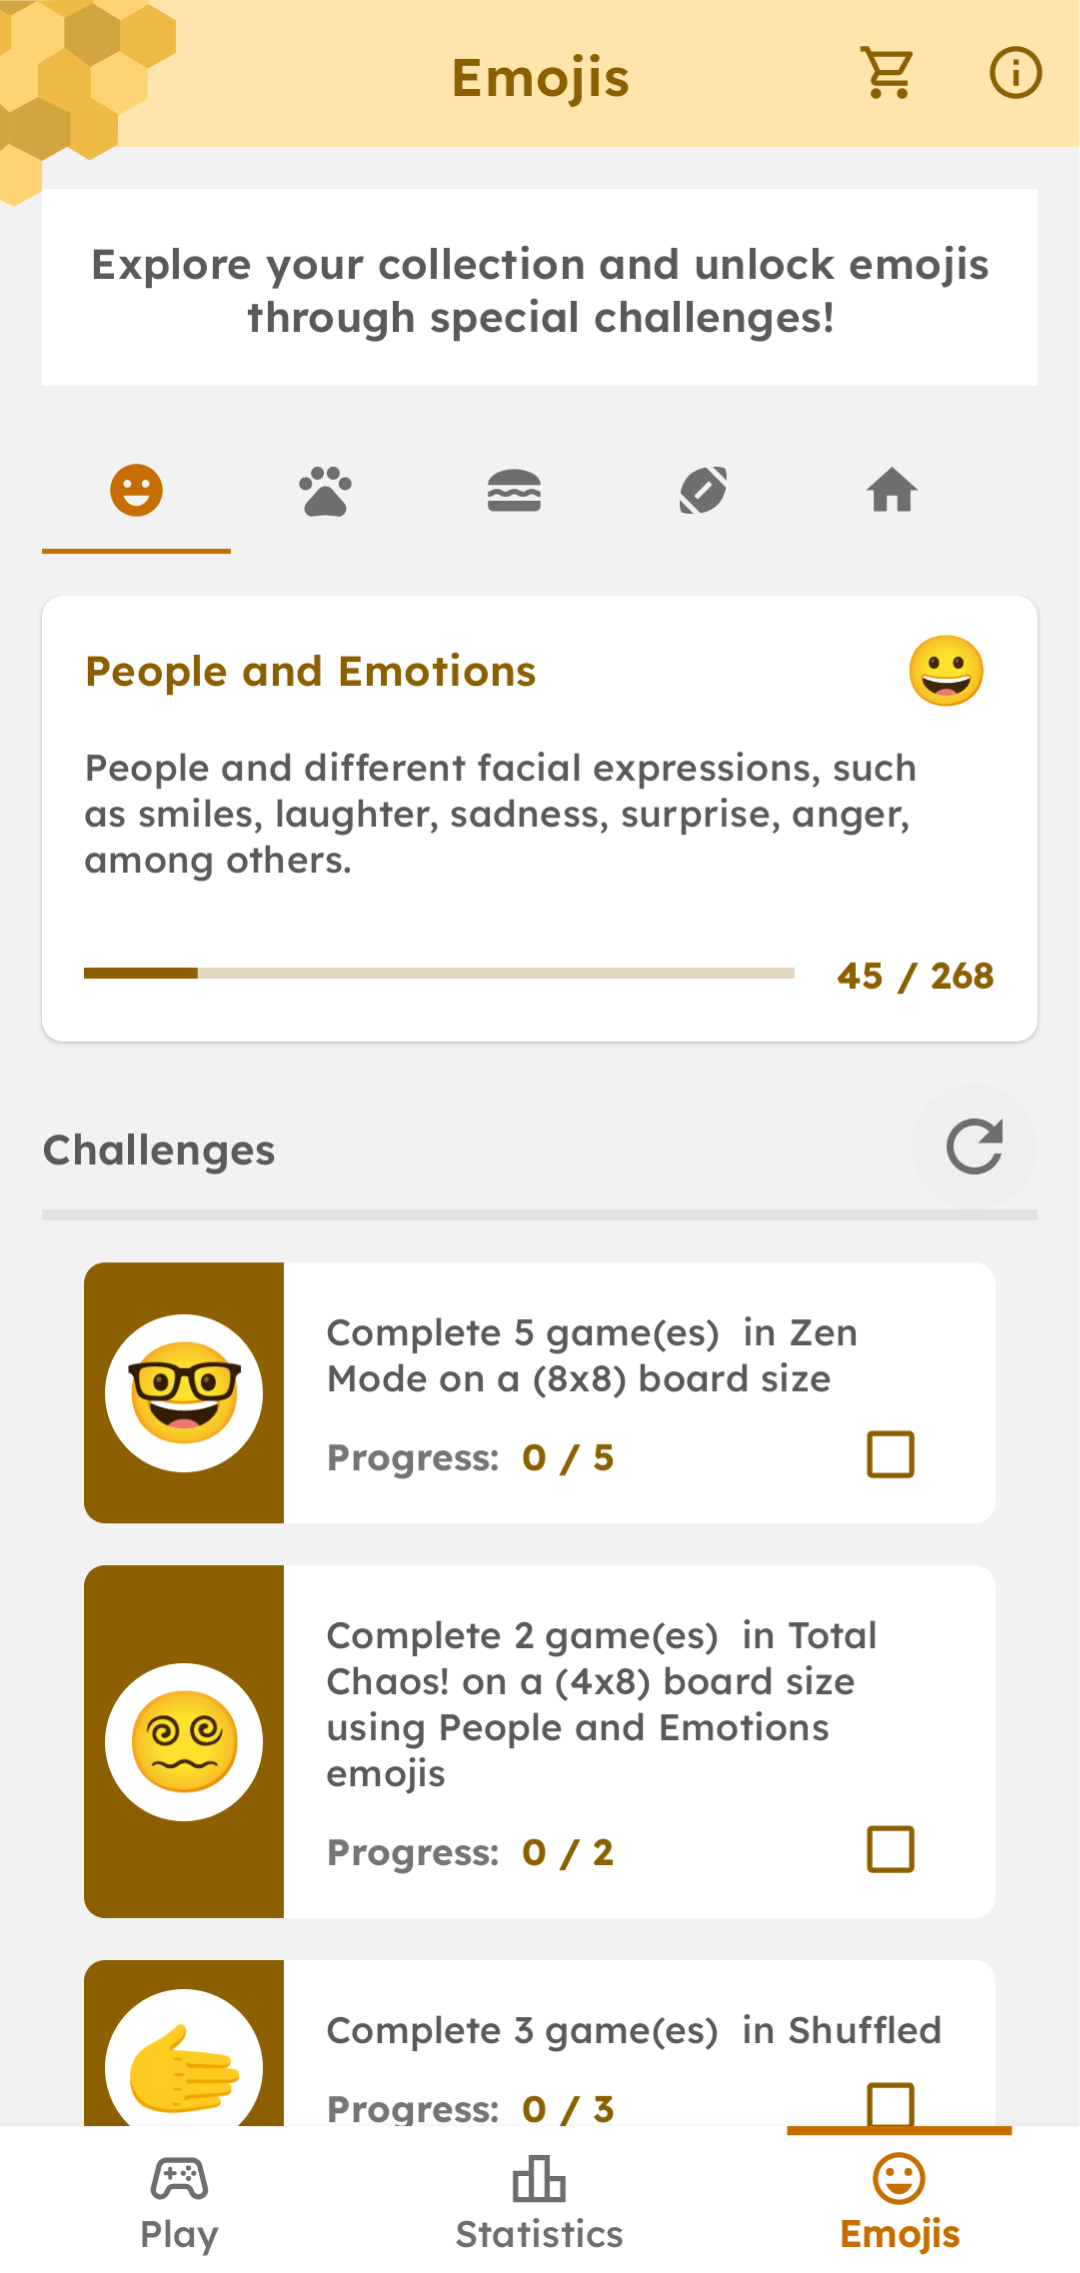 Emojis
Explore your collection and unlock emojis
through special challenges!
People and Emotions
People and different facial expressions, such
as smiles, laughter, sadness, surprise, anger,
among others.
45 / 268
Challenges
Complete 5 game(es)  in Zen
Mode on a (8x8) board size
Progress: 0 / 5
Complete 2 game(es)  in Total
Chaos! on a (4x8) board size
using People and Emotions
emojis
Progress: 0 / 2
Complete 3 game(es)  in Shuffled
Progress: 0 / 3
Play
Statistics
Emojis